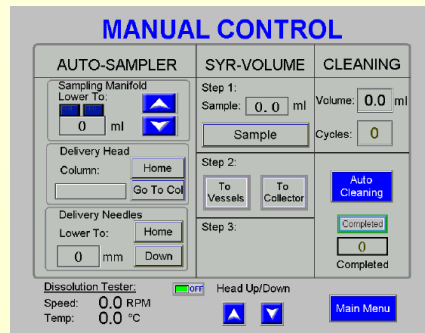 MANUAL CONTROL
AUTO-SAMPLER
Sampling Manifold
Lower To:
0 ml
Delivery Head
Column:
Home
Go To Col
Delivery Needles
Lower To:
Home
0 mm
Down
SYR-VOLUME
Step 1:
Sample: 0.0 ml
Sample
Step 2:
To Vessels
To Collector
Step 3:
CLEANING
Volume: 0.0 ml
Cycles: 0
Auto Cleaning
Completed
0
Completed
Dissolution Tester:
OFF
Speed: 0.0 RPM
Temp: 0.0 °C
Head Up/Down
Main Menu